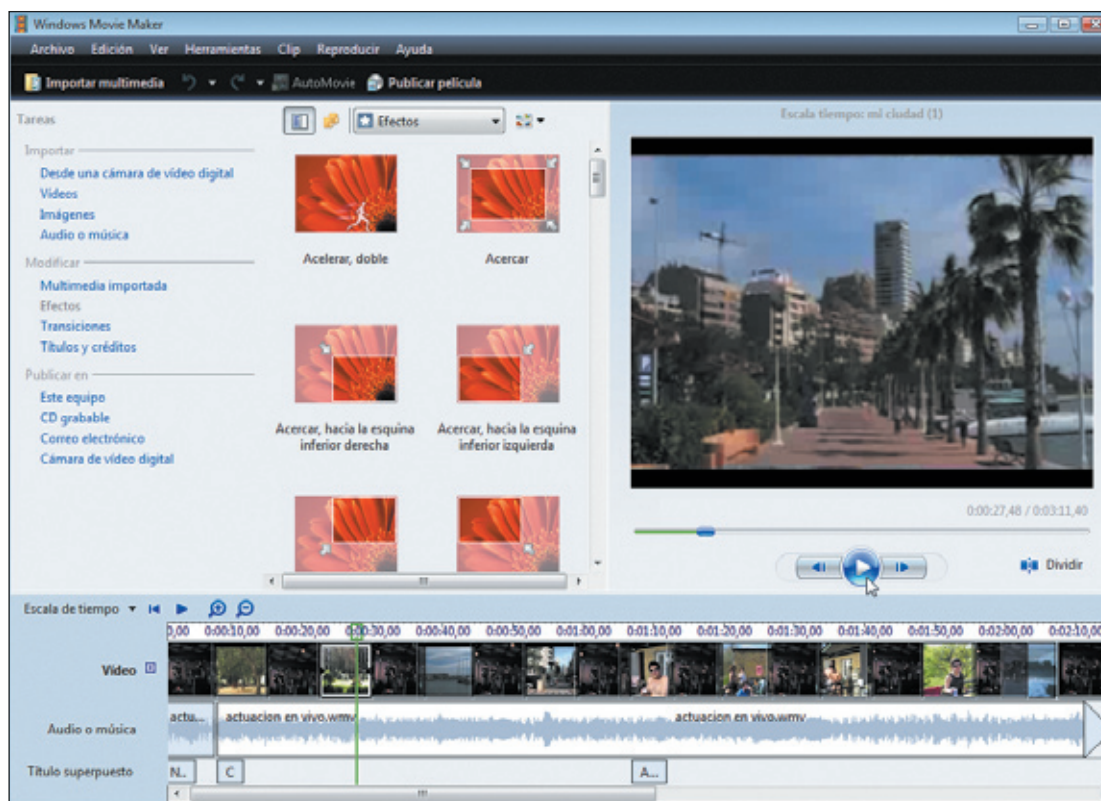 Windows Movie Maker
Archivo Edición Ver Herramientas Clip Reproducir Ayuda
Importar multimedia AutoMovie Publicar película
Tareas
Importar
Desde una cámara de vídeo digital
Vídeos
Imágenes
Audio o música
Modificar
Multimedia importada
Efectos
Transiciones
Títulos y créditos
Publicar en
Este equipo
CD grabable
Correo electrónico
Cámara de vídeo digital
Efectos
Acelerar, doble
Acercar
Acercar, hacia la esquina
inferior derecha
Acercar, hacia la esquina
inferior izquierda
Escala tiempo: mi ciudad (1)
0:00:27,48 / 0:03:11,40
Dividir
Escala de tiempo
0,00 0:00:10,00 0:00:20,00 0:00:30,00 0:00:40,00 0:00:50,00 0:01:00,00 0:01:10,00 0:01:20,00 0:01:30,00 0:01:40,00 0:01:50,00 0:02:00,00 0:02:10,0
Vídeo
Audio o música
actu... actuacion en vivo.wmv actuacion en vivo.wmv
Título superpuesto
N.. C A...